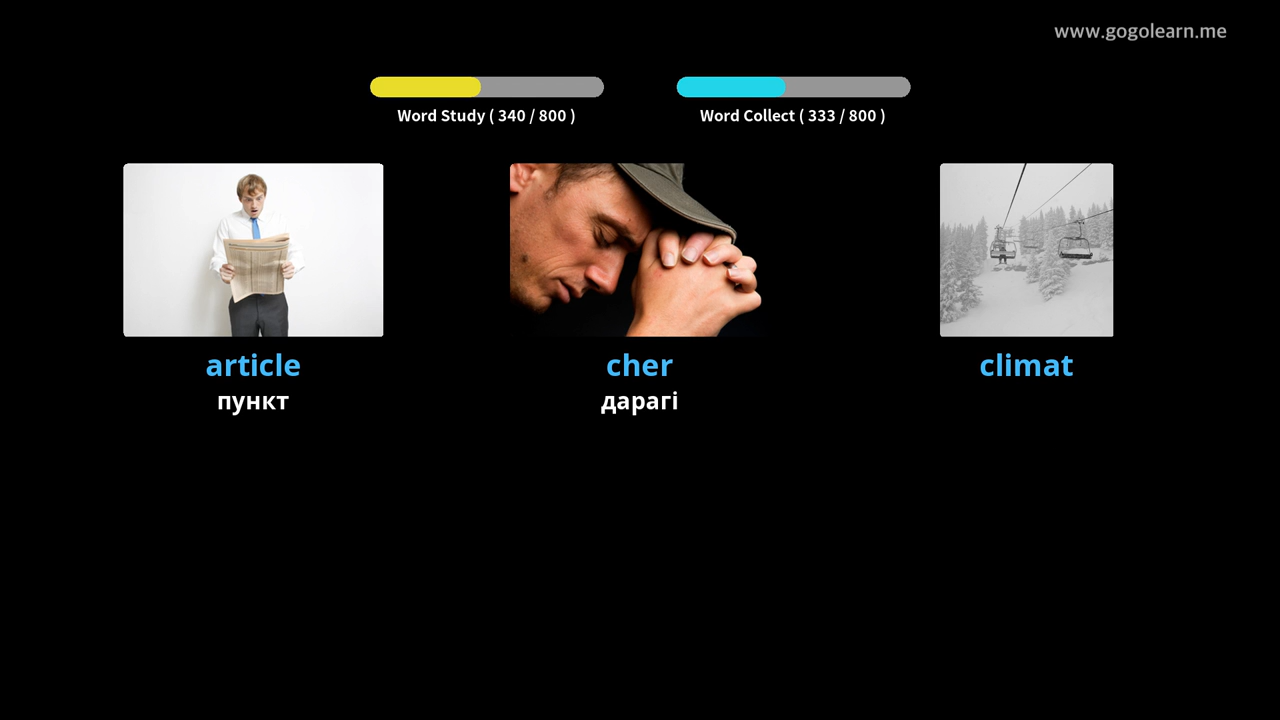 www.gogolearn.me
Word Study ( 340 / 800 )
Word Collect ( 333 / 800 )
article
пункт
cher
дарагі
climat